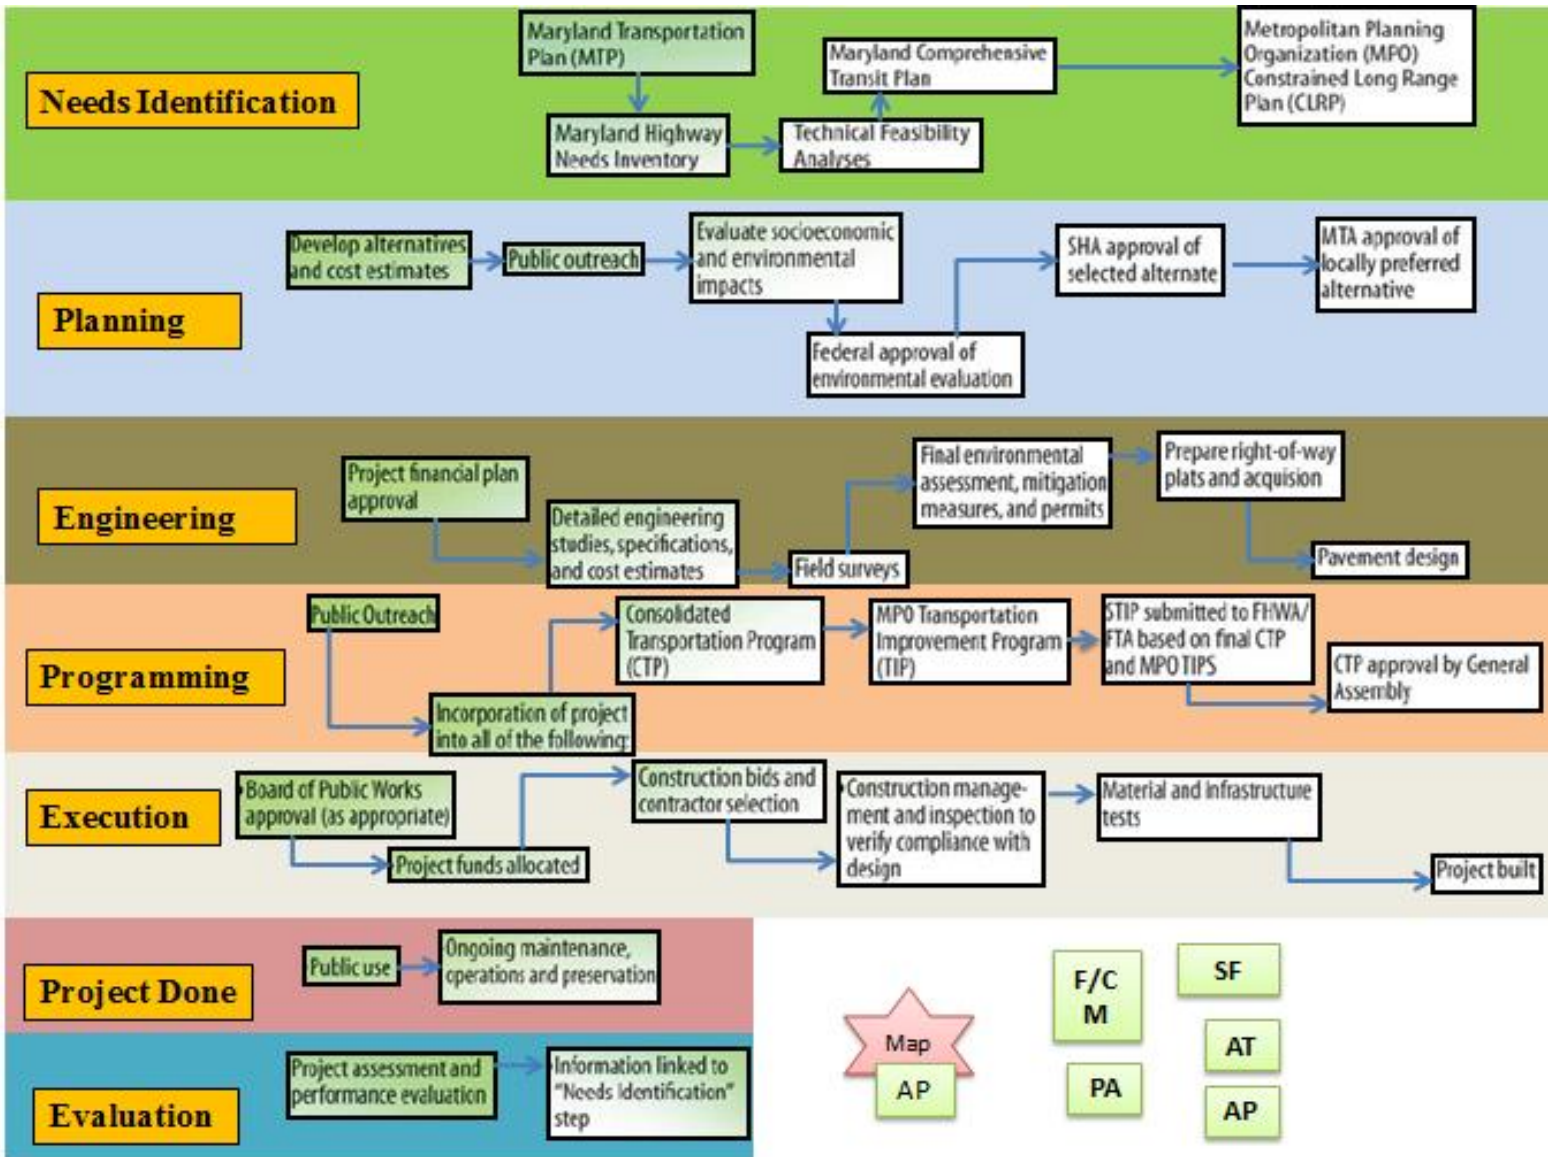 Needs Identification
Maryland Transportation
Plan (MTP)
Maryland Highway
Needs Inventory
Technical Feasibility
Analyses
Maryland Comprehensive
Transit Plan
Metropolitan Planning
Organization (MPO)
Constrained Long Range
Plan (CLRP)
Planning
Develop alternatives
and cost estimates
Public outreach
Evaluate socioeconomic
and environmental
impacts
Federal approval of
environmental evaluation
SHA approval of
selected alternate
MTA approval of
locally preferred
alternative
Engineering
Project financial plan
approval
Detailed engineering
studies, specifications,
and cost estimates
Field surveys
Final environmental
assessment, mitigation
measures, and permits
Prepare right-of-way
plats and acquision
Pavement design
Programming
Public Outreach
Incorporation of project
into all of the following:
Consolidated
Transportation Program
(CTP)
MPO Transportation
Improvement Program
(TIP)
STIP submitted to FHWA/
FTA based on final CTP
and MPO TIPS
CTP approval by General
Assembly
Execution
Board of Public Works
approval (as appropriate)
Project funds allocated
Construction bids and
contractor selection
Construction manage-
ment and inspection to
verify compliance with
design
Material and infrastructure
tests
Project built
Project Done
Public use
Ongoing maintenance,
operations and preservation
Evaluation
Project assessment and
performance evaluation
Information linked to
"Needs Identification"
step
Map
AP
F/C
M
PA
SF
AT
AP